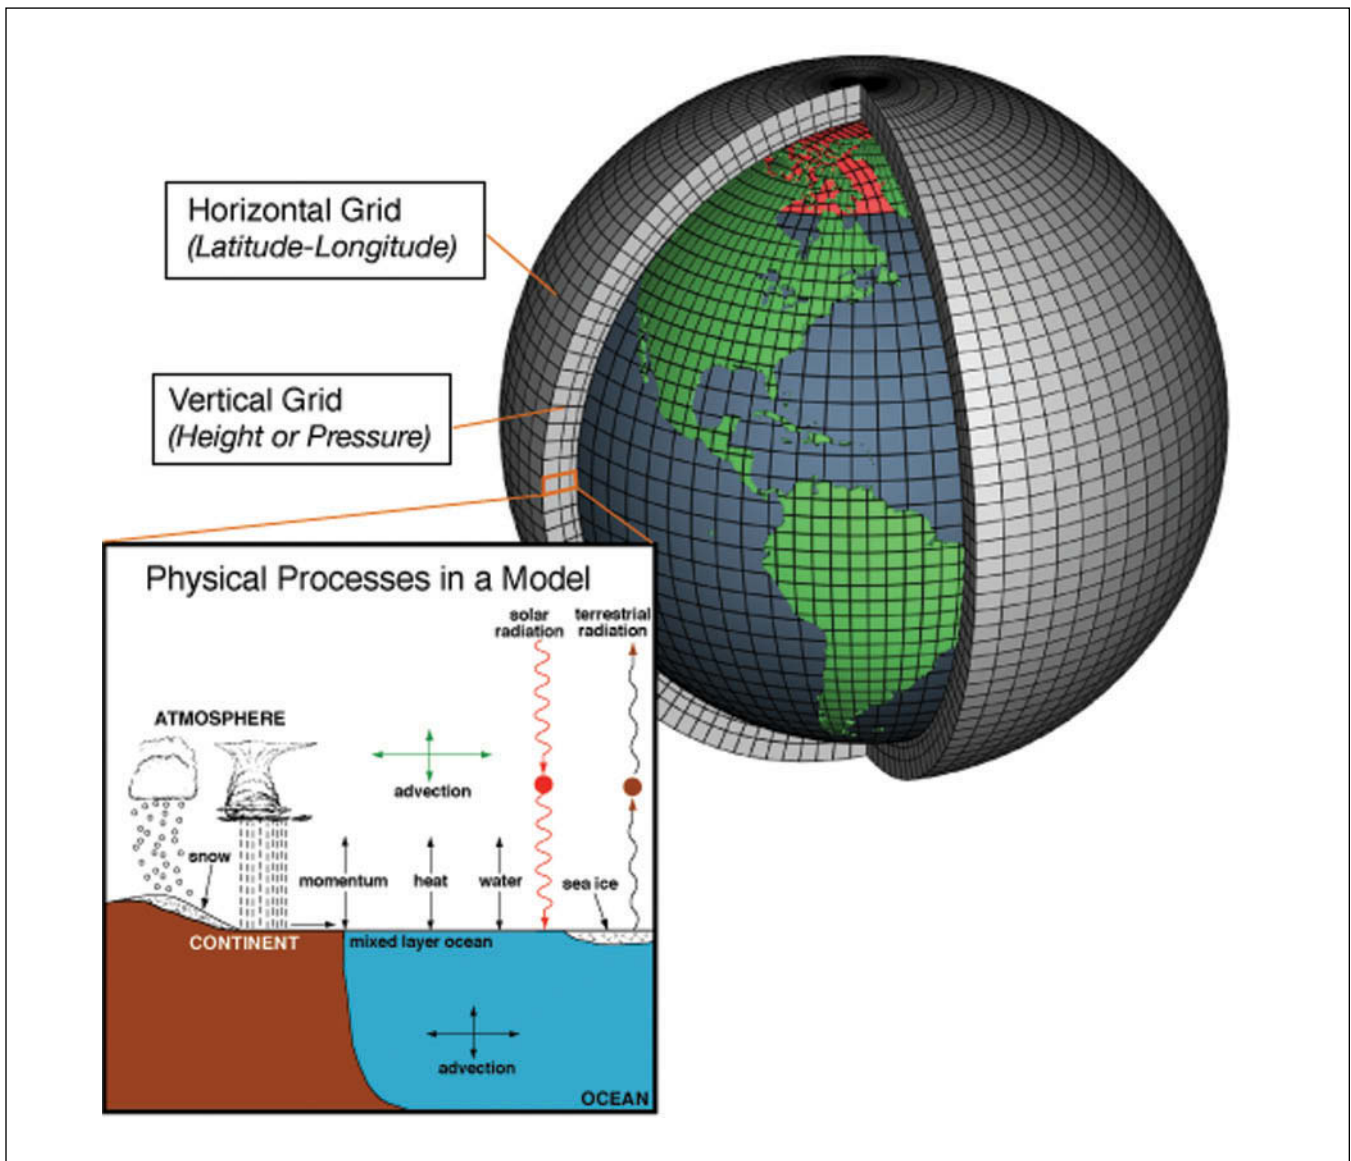 Horizontal Grid
(Latitude-Longitude)
Vertical Grid
(Height or Pressure)
Physical Processes in a Model
solar
radiation
terrestrial
radiation
ATMOSPHERE
advection
snow
momentum
heat
water
sea ice
CONTINENT
mixed layer ocean
advection
OCEAN